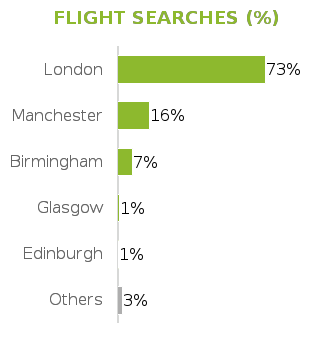 FLIGHT SEARCHES (%)
London 73%
Manchester 16%
Birmingham 7%
Glasgow 1%
Edinburgh 1%
Others 3%